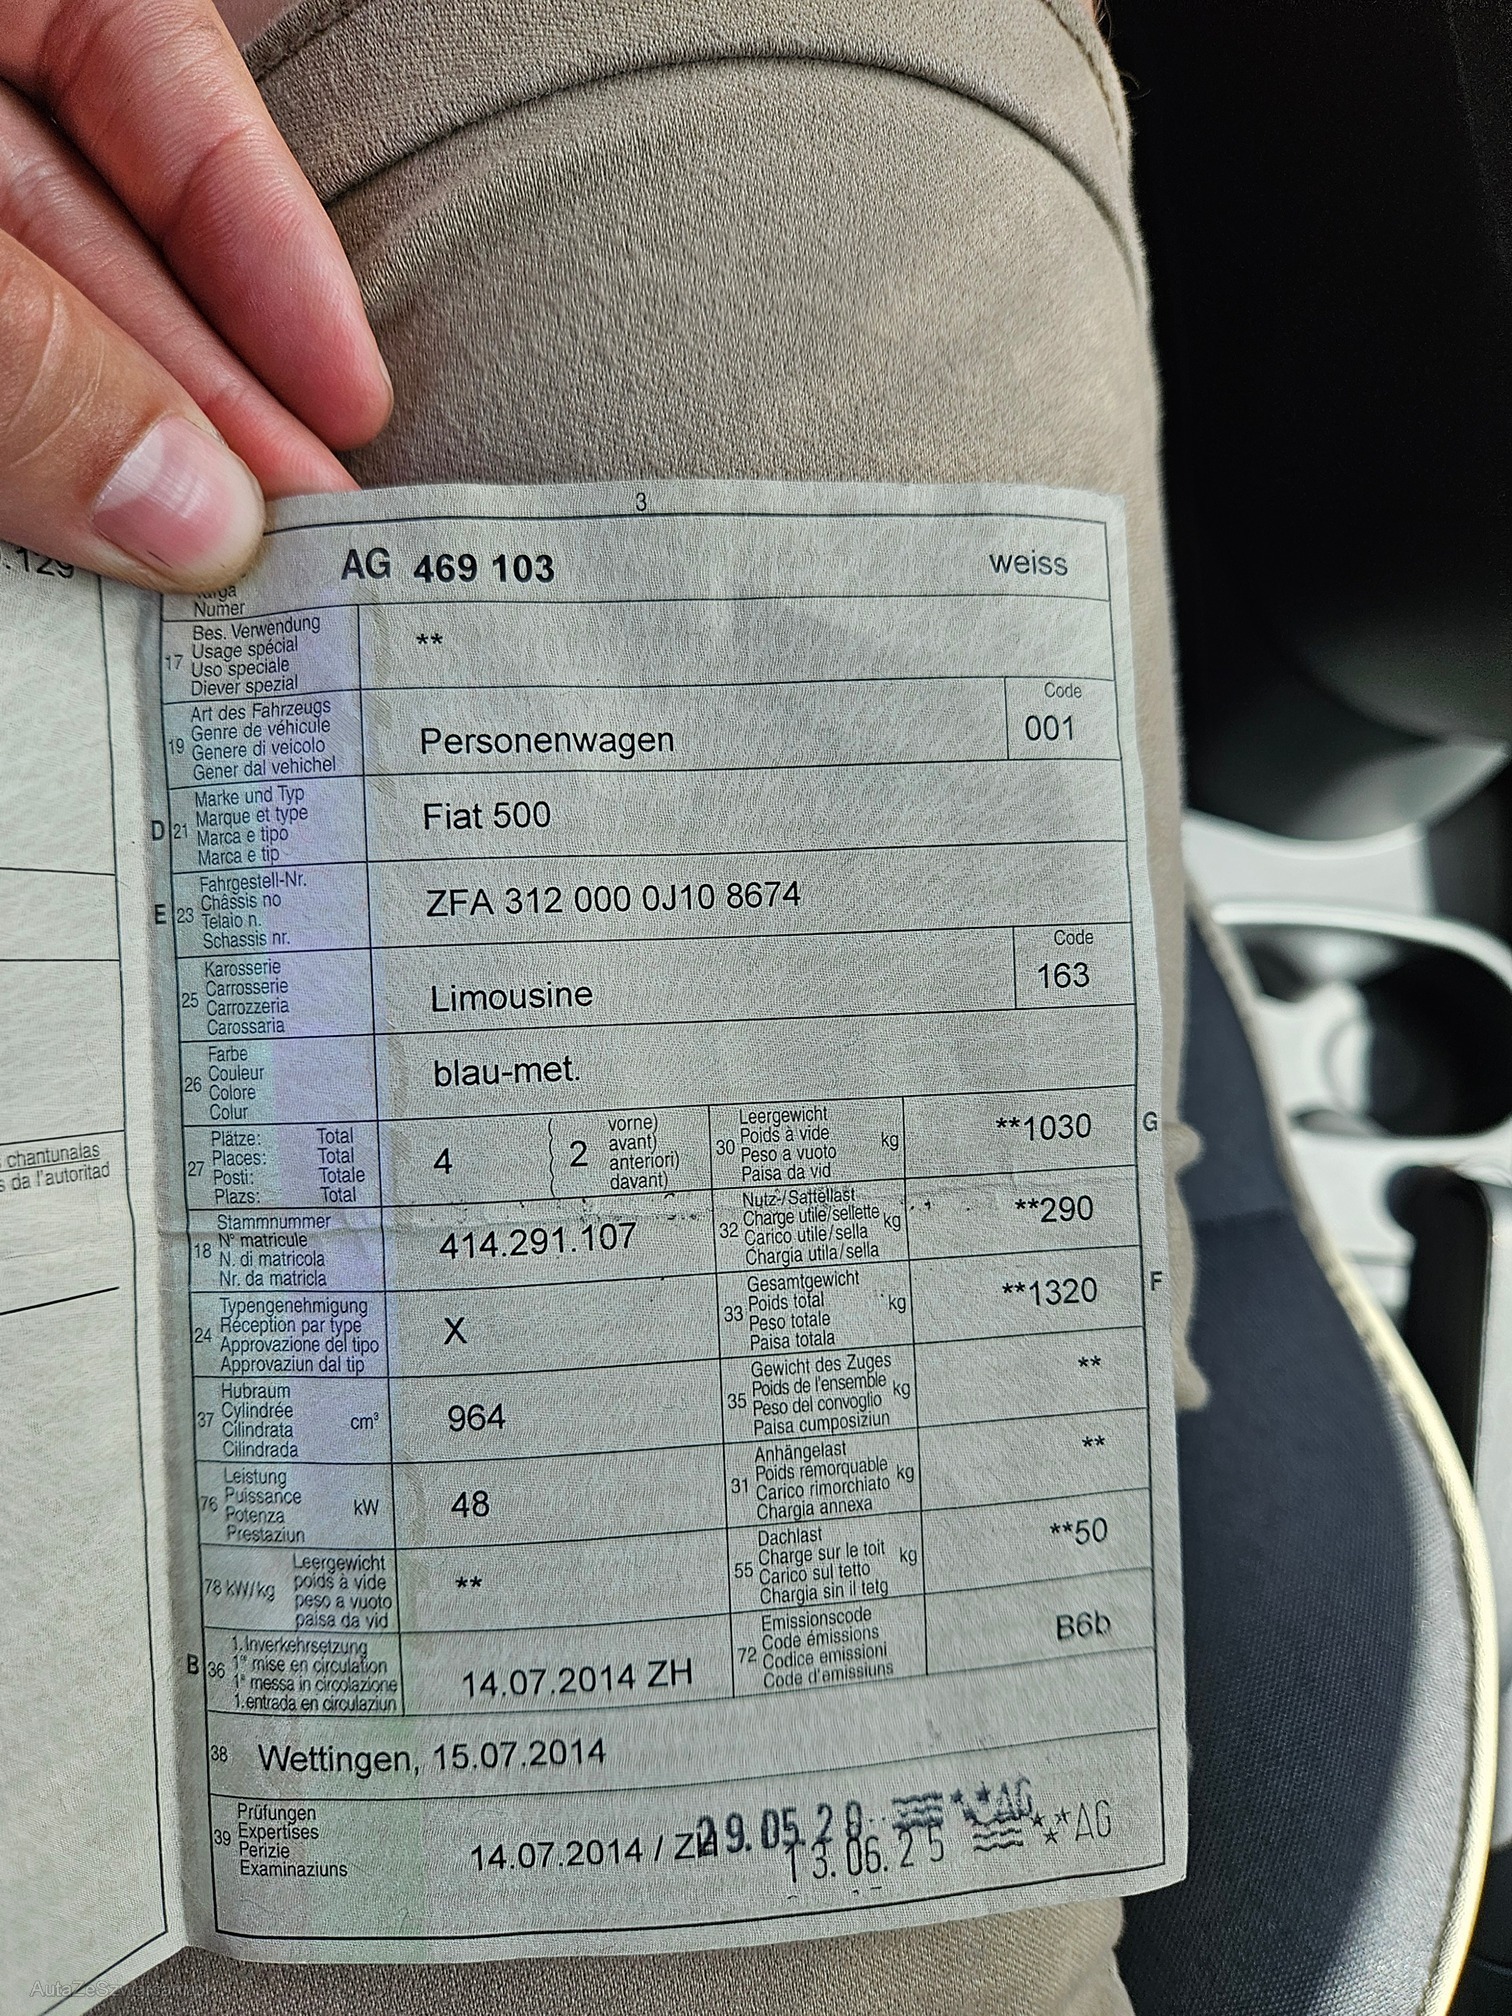 3
AG 469 103 weiss
Numer
17 Bes. Verwendung
Usage spécial
Uso speciale
Diever spezial
**
19 Art des Fahrzeugs
Genre de véhicule
Genere di veicolo
Gener dal vehichel
Personenwagen
Code
001
D 21 Marke und Typ
Marque et type
Marca e tipo
Marca e tip
Fiat 500
E 23 Fahrgestell-Nr.
Châssis no
Telaio n.
Schassis nr.
ZFA 312 000 0J10 8674
25 Karosserie
Carrosserie
Carrozzeria
Carossaria
Limousine
Code
163
26 Farbe
Couleur
Colore
Colur
blau-met.
27 Plätze: Total
Places: Total
Posti: Totale
Plazs: Total
4
2 vorne)
avant)
anteriori)
davant)
30 Leergewicht
Poids à vide
Peso a vuoto
Paisa da vid
kg
**1030 G
chantunalas
da l'autoritad
18 Stammnummer
N° matricule
N. di matricola
Nr. da matricla
414.291.107
32 Nutz-/Sattellast
Charge utile/sellette
Carico utile/sella
Chargia utila/sella
kg
**290
24 Typengenehmigung
Réception par type
Approvazione del tipo
Approvaziun dal tip
X
33 Gesamtgewicht
Poids total
Peso totale
Paisa totala
kg
**1320 F
37 Hubraum
Cylindrée
Cilindrata
Cilindrada
cm³
964
35 Gewicht des Zuges
Poids de l'ensemble
Peso del convoglio
Paisa cumposiziun
kg
**
76 Leistung
Puissance
Potenza
Prestaziun
kW
48
31 Anhängelast
Poids remorquable
Carico rimorchiato
Chargia annexa
kg
**
78 kW/kg Leergewicht
poids à vide
peso a vuoto
paisa da vid
**
55 Dachlast
Charge sur le toit
Carico sul tetto
Chargia sin il tetg
kg
**50
B 36 1. Inverkehrsetzung
1re mise en circulation
1a messa in circolazione
1. entrada en circulaziun
14.07.2014 ZH
72 Emissionscode
Code émissions
Codice emissioni
Code d'emissiuns
B6b
38 Wettingen, 15.07.2014
39 Prüfungen
Expertises
Perizie
Examinaziuns
14.07.2014 / ZH
29.05.20 AG
13.06.25 AG